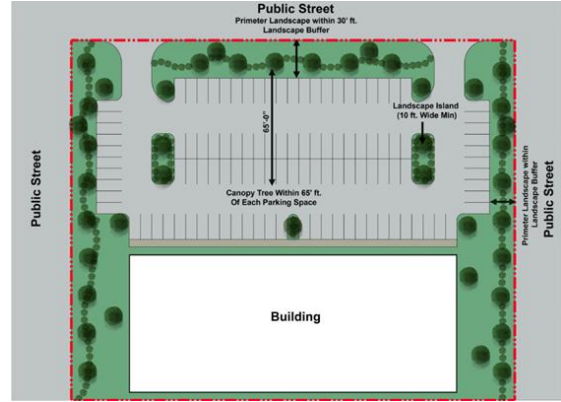 Public Street
Primeter Landscape within 30' ft.
Landscape Buffer
Landscape Island
(10 ft. Wide Min)
65'-0"
Canopy Tree Within 65' ft.
Of Each Parking Space
Public Street
Primeter Landscape within
Landscape Buffer
Public Street
Building